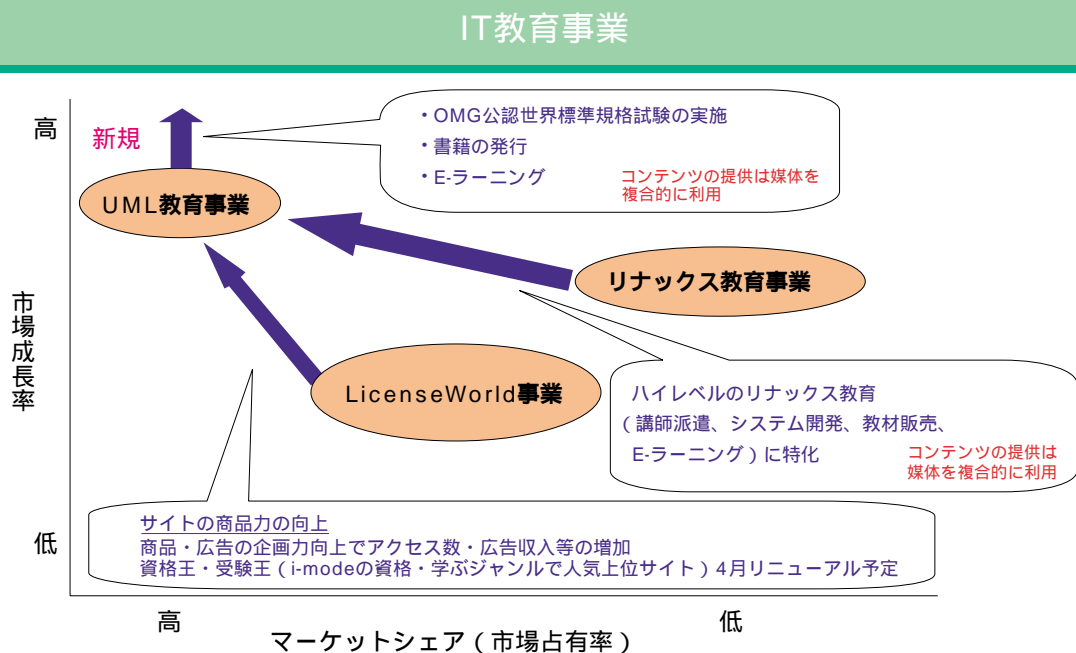 IT教育事業
高
新規
・OMG公認世界標準規格試験の実施
・書籍の発行
・E-ラーニング
コンテンツの提供は媒体を
複合的に利用
UML教育事業
リナックス教育事業
市場成長率
LicenseWorld事業
ハイレベルのリナックス教育
(講師派遣、システム開発、教材販売、
E-ラーニング)に特化
コンテンツの提供は
媒体を複合的に利用
低
サイトの商品力の向上
商品・広告の企画力向上でアクセス数・広告収入等の増加
資格王・受験王(i-modeの資格・学ぶジャンルで人気上位サイト)4月リニューアル予定
高
低
マーケットシェア(市場占有率)